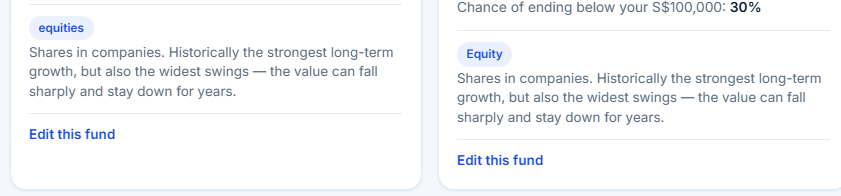 equities
Shares in companies. Historically the strongest long-term
growth, but also the widest swings — the value can fall
sharply and stay down for years.
Edit this fund
Chance of ending below your S$100,000: 30%
Equity
Shares in companies. Historically the strongest long-term
growth, but also the widest swings — the value can fall
sharply and stay down for years.
Edit this fund